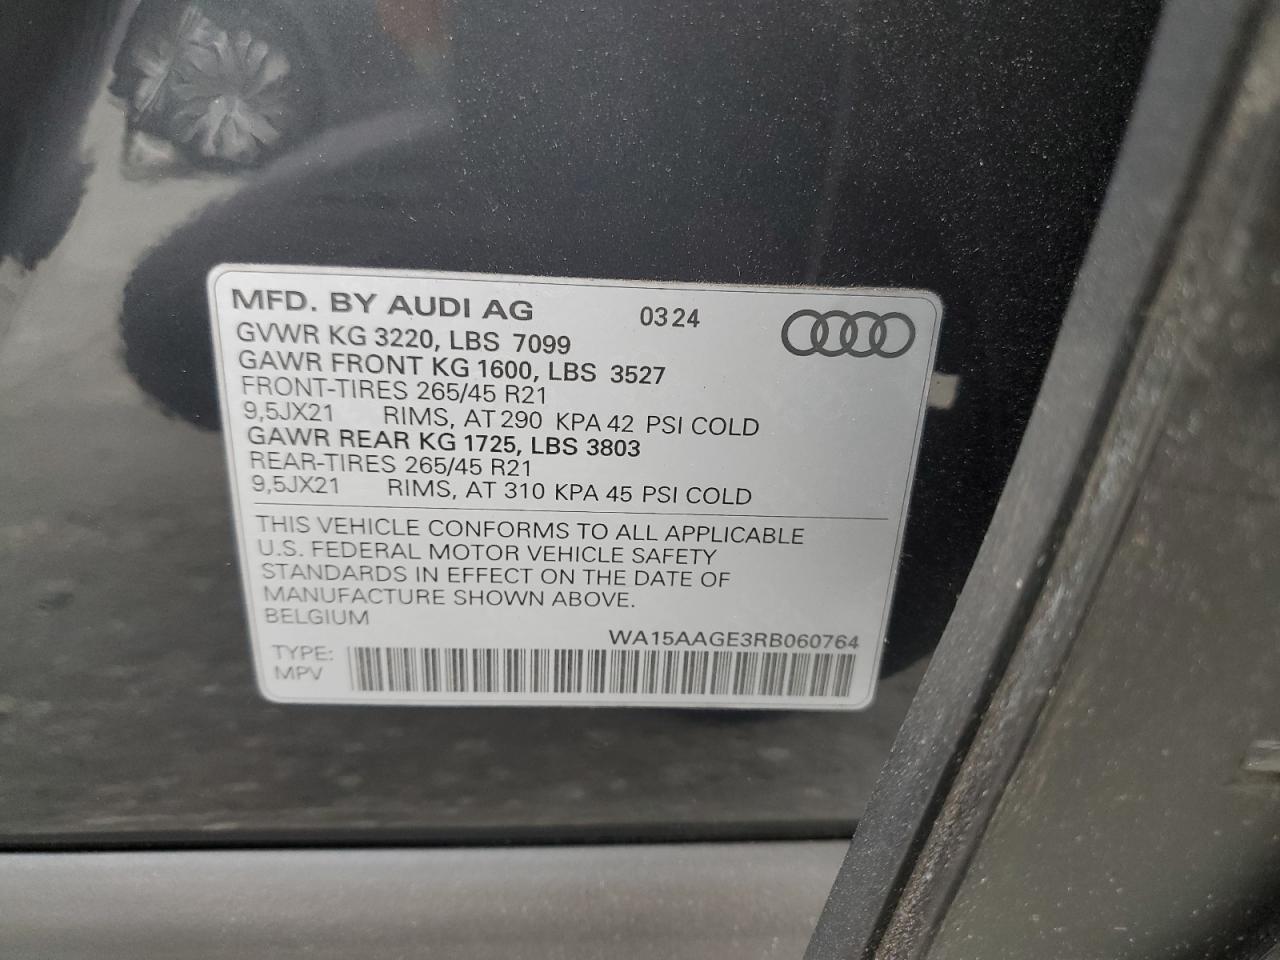 MFD. BY AUDI AG 0324
GVWR KG 3220, LBS 7099
GAWR FRONT KG 1600, LBS 3527
FRONT-TIRES 265/45 R21
9,5JX21 RIMS, AT 290 KPA 42 PSI COLD
GAWR REAR KG 1725, LBS 3803
REAR-TIRES 265/45 R21
9,5JX21 RIMS, AT 310 KPA 45 PSI COLD
THIS VEHICLE CONFORMS TO ALL APPLICABLE
U.S. FEDERAL MOTOR VEHICLE SAFETY
STANDARDS IN EFFECT ON THE DATE OF
MANUFACTURE SHOWN ABOVE.
BELGIUM
WA15AAGE3RB060764
TYPE:
MPV